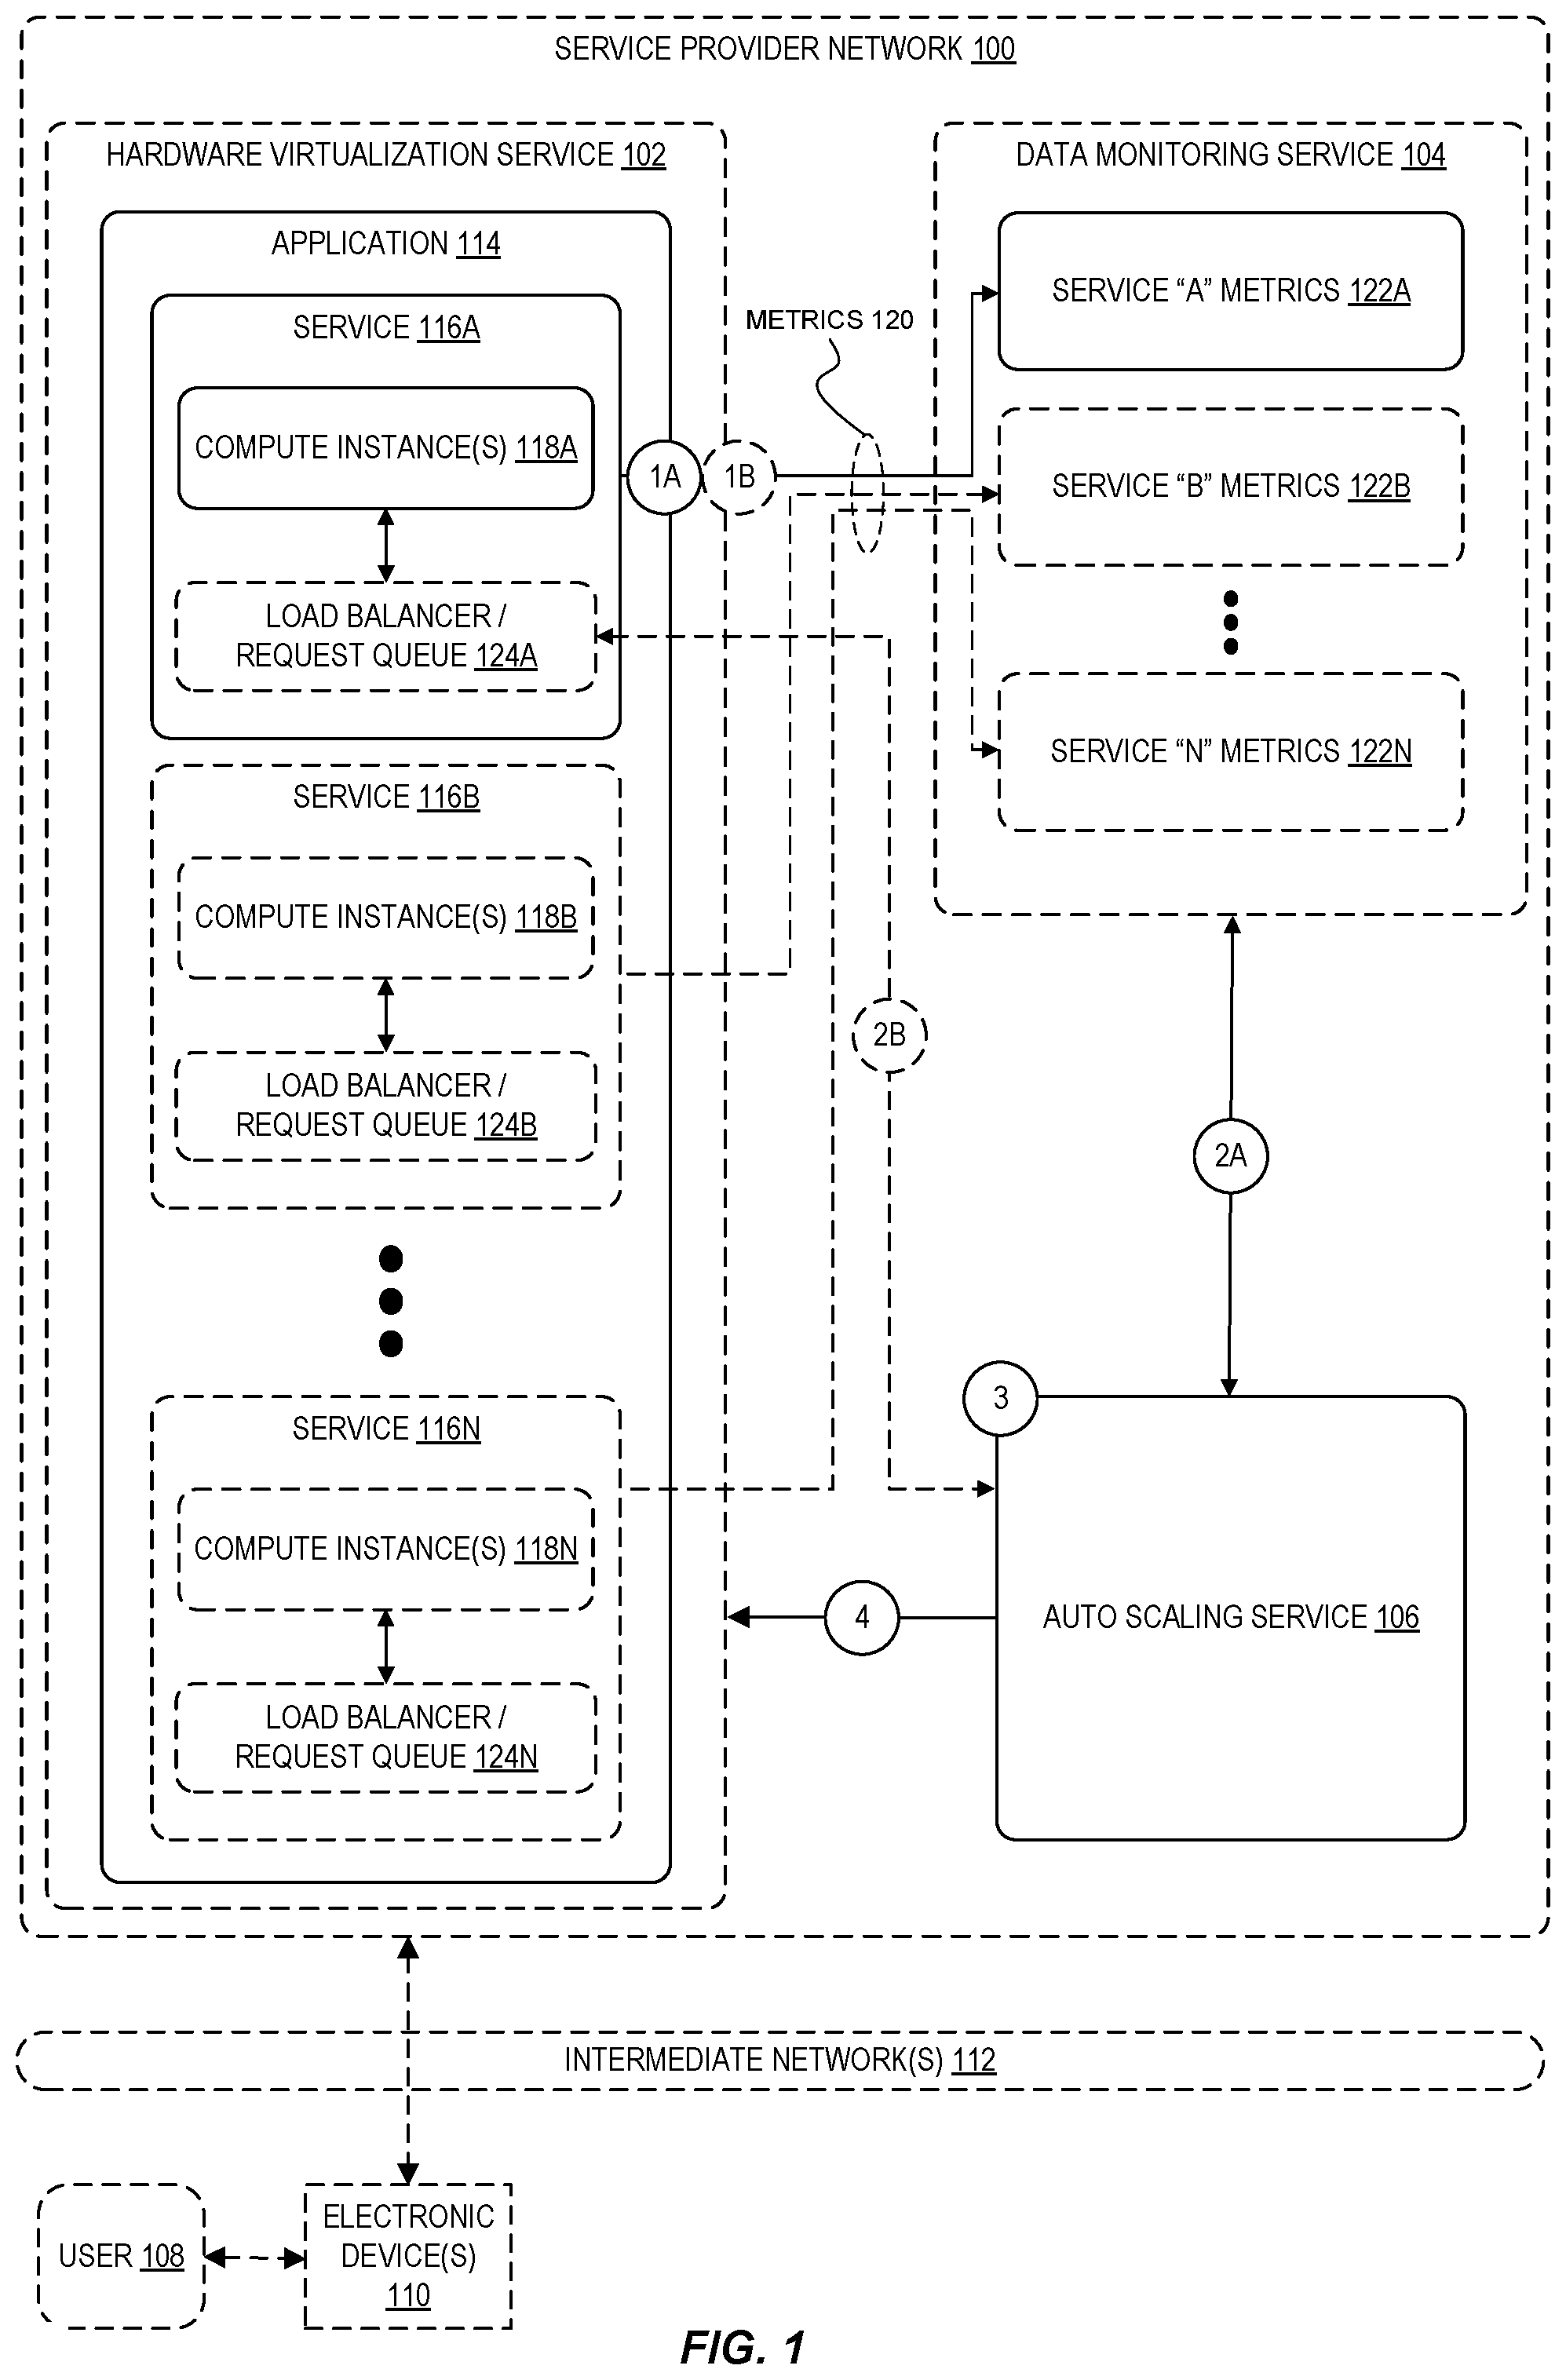 SERVICE PROVIDER NETWORK 100
HARDWARE VIRTUALIZATION SERVICE 102
APPLICATION 114
SERVICE 116A
COMPUTE INSTANCE(S) 118A
LOAD BALANCER /
REQUEST QUEUE 124A
SERVICE 116B
COMPUTE INSTANCE(S) 118B
LOAD BALANCER /
REQUEST QUEUE 124B
SERVICE 116N
COMPUTE INSTANCE(S) 118N
LOAD BALANCER /
REQUEST QUEUE 124N
1A
1B
METRICS 120
DATA MONITORING SERVICE 104
SERVICE “A” METRICS 122A
SERVICE “B” METRICS 122B
SERVICE “N” METRICS 122N
2B
2A
3
AUTO SCALING SERVICE 106
4
INTERMEDIATE NETWORK(S) 112
USER 108
ELECTRONIC
DEVICE(S)
110
FIG. 1